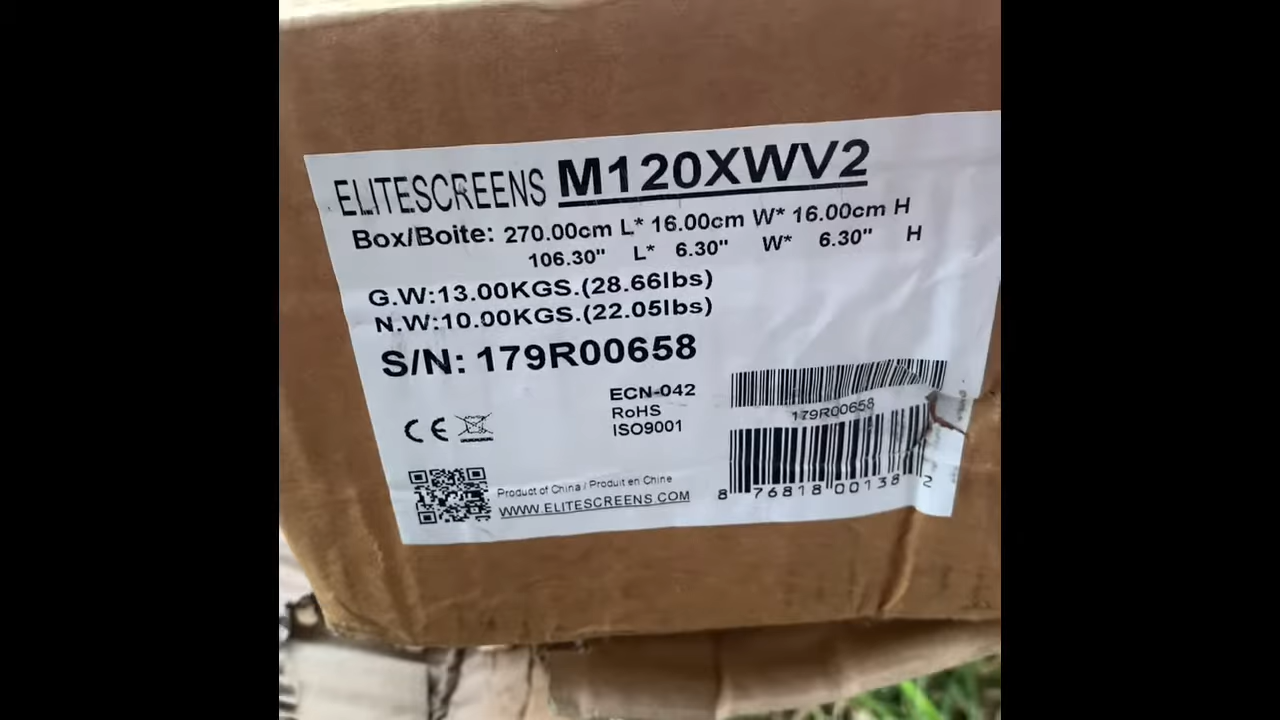 ELITESCREENS M120XWV2
Box/Boite: 270.00cm L* 16.00cm W* 16.00cm H
106.30" L* 6.30" W* 6.30" H
G.W:13.00KGS.(28.66lbs)
N.W:10.00KGS.(22.05lbs)
S/N: 179R00658
ECN-042
RoHS
ISO9001
CE
179R00658
8 76818 00138 2
Product of China / Produit en Chine
WWW.ELITESCREENS.COM